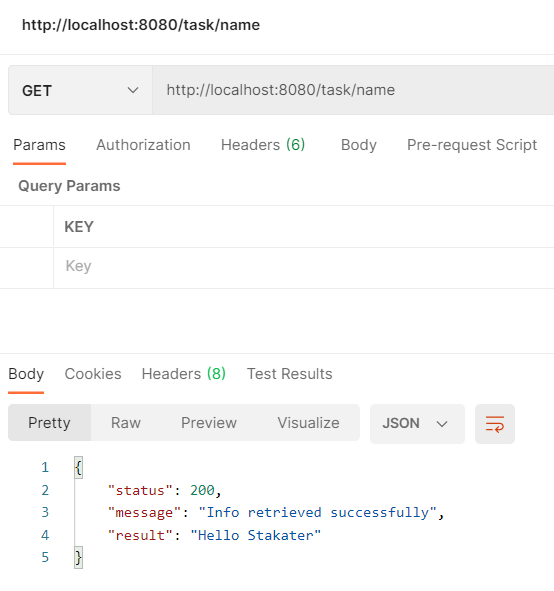 http://localhost:8080/task/name
GET http://localhost:8080/task/name
Params Authorization Headers (6) Body Pre-request Script
Query Params
KEY
Key
Body Cookies Headers (8) Test Results
Pretty Raw Preview Visualize JSON
1 {
2 "status": 200,
3 "message": "Info retrieved successfully",
4 "result": "Hello Stakater"
5 }